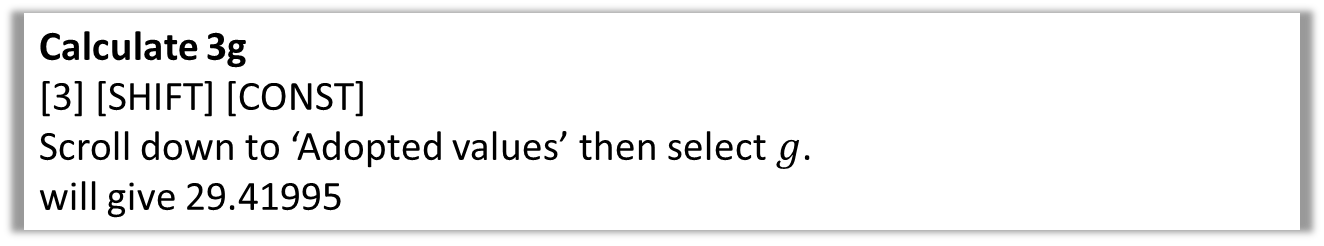 Calculate 3g
[3] [SHIFT] [CONST]
Scroll down to ‘Adopted values’ then select g.
will give 29.41995